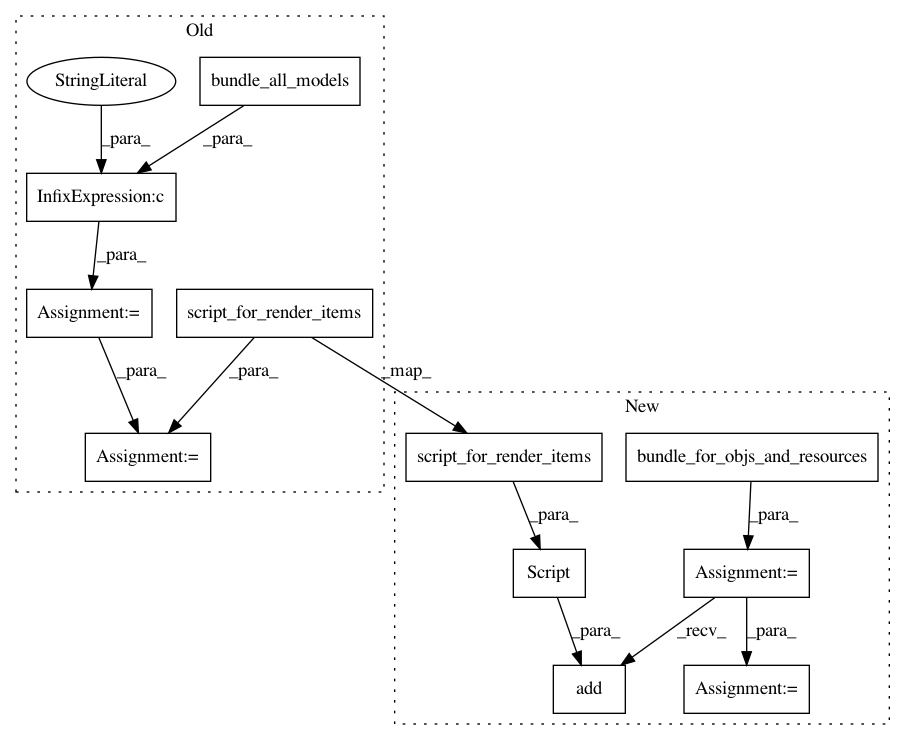 Old
StringLiteral
bundle_all_models
_para_
_para_
InfixExpression:c
_para_
Assignment:=
script_for_render_items
_para_
_para_
_map_
New
Assignment:=
script_for_render_items
bundle_for_objs_and_resources
_para_
_para_
Script
Assignment:=
_para_
_recv_
_para_
add
Assignment:=